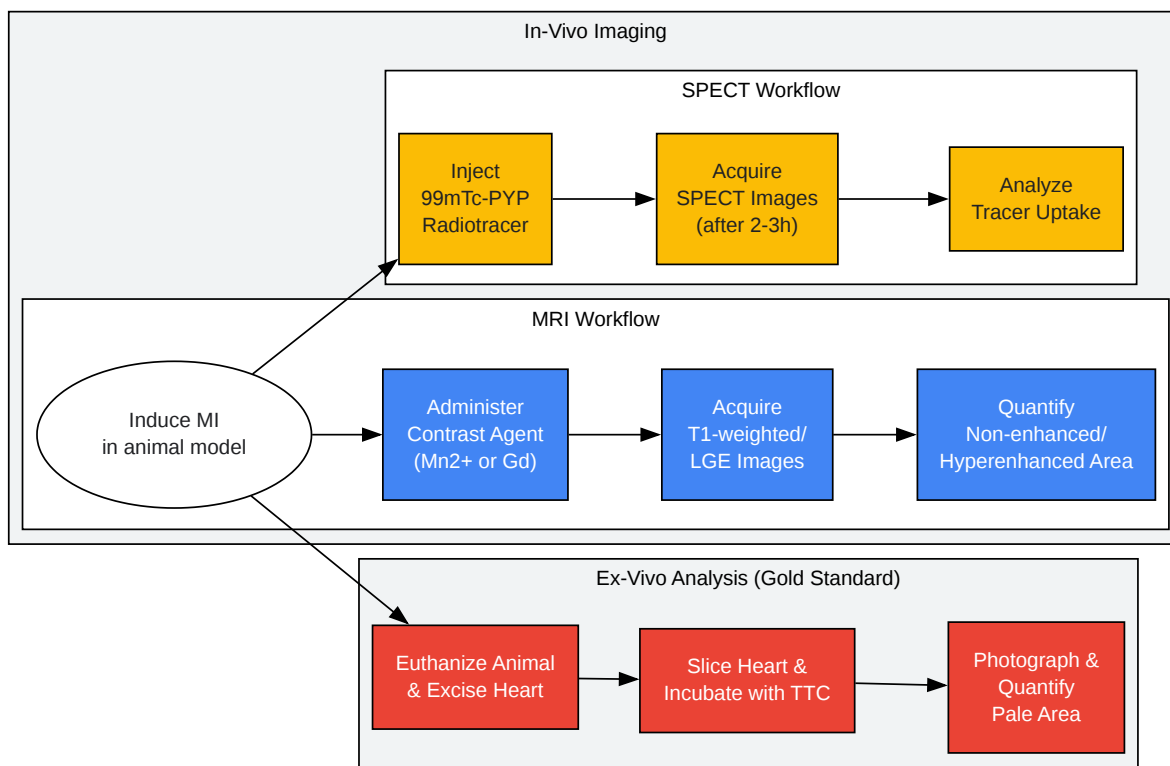 In-Vivo Imaging
SPECT Workflow
Inject
99mTc-PYP
Radiotracer
Acquire
SPECT Images
(after 2-3h)
Analyze
Tracer Uptake
MRI Workflow
Induce MI
in animal model
Administer
Contrast Agent
(Mn2+ or Gd)
Acquire
T1-weighted/
LGE Images
Quantify
Non-enhanced/
Hyperenhanced Area
Ex-Vivo Analysis (Gold Standard)
Euthanize Animal
& Excise Heart
Slice Heart &
Incubate with TTC
Photograph &
Quantify
Pale Area